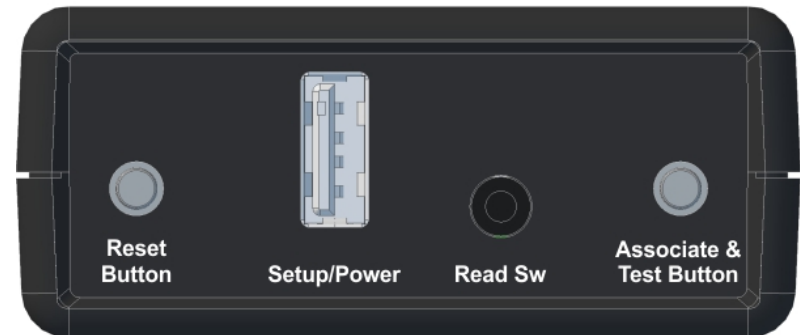 Reset
Button
Setup/Power
Read Sw
Associate &
Test Button